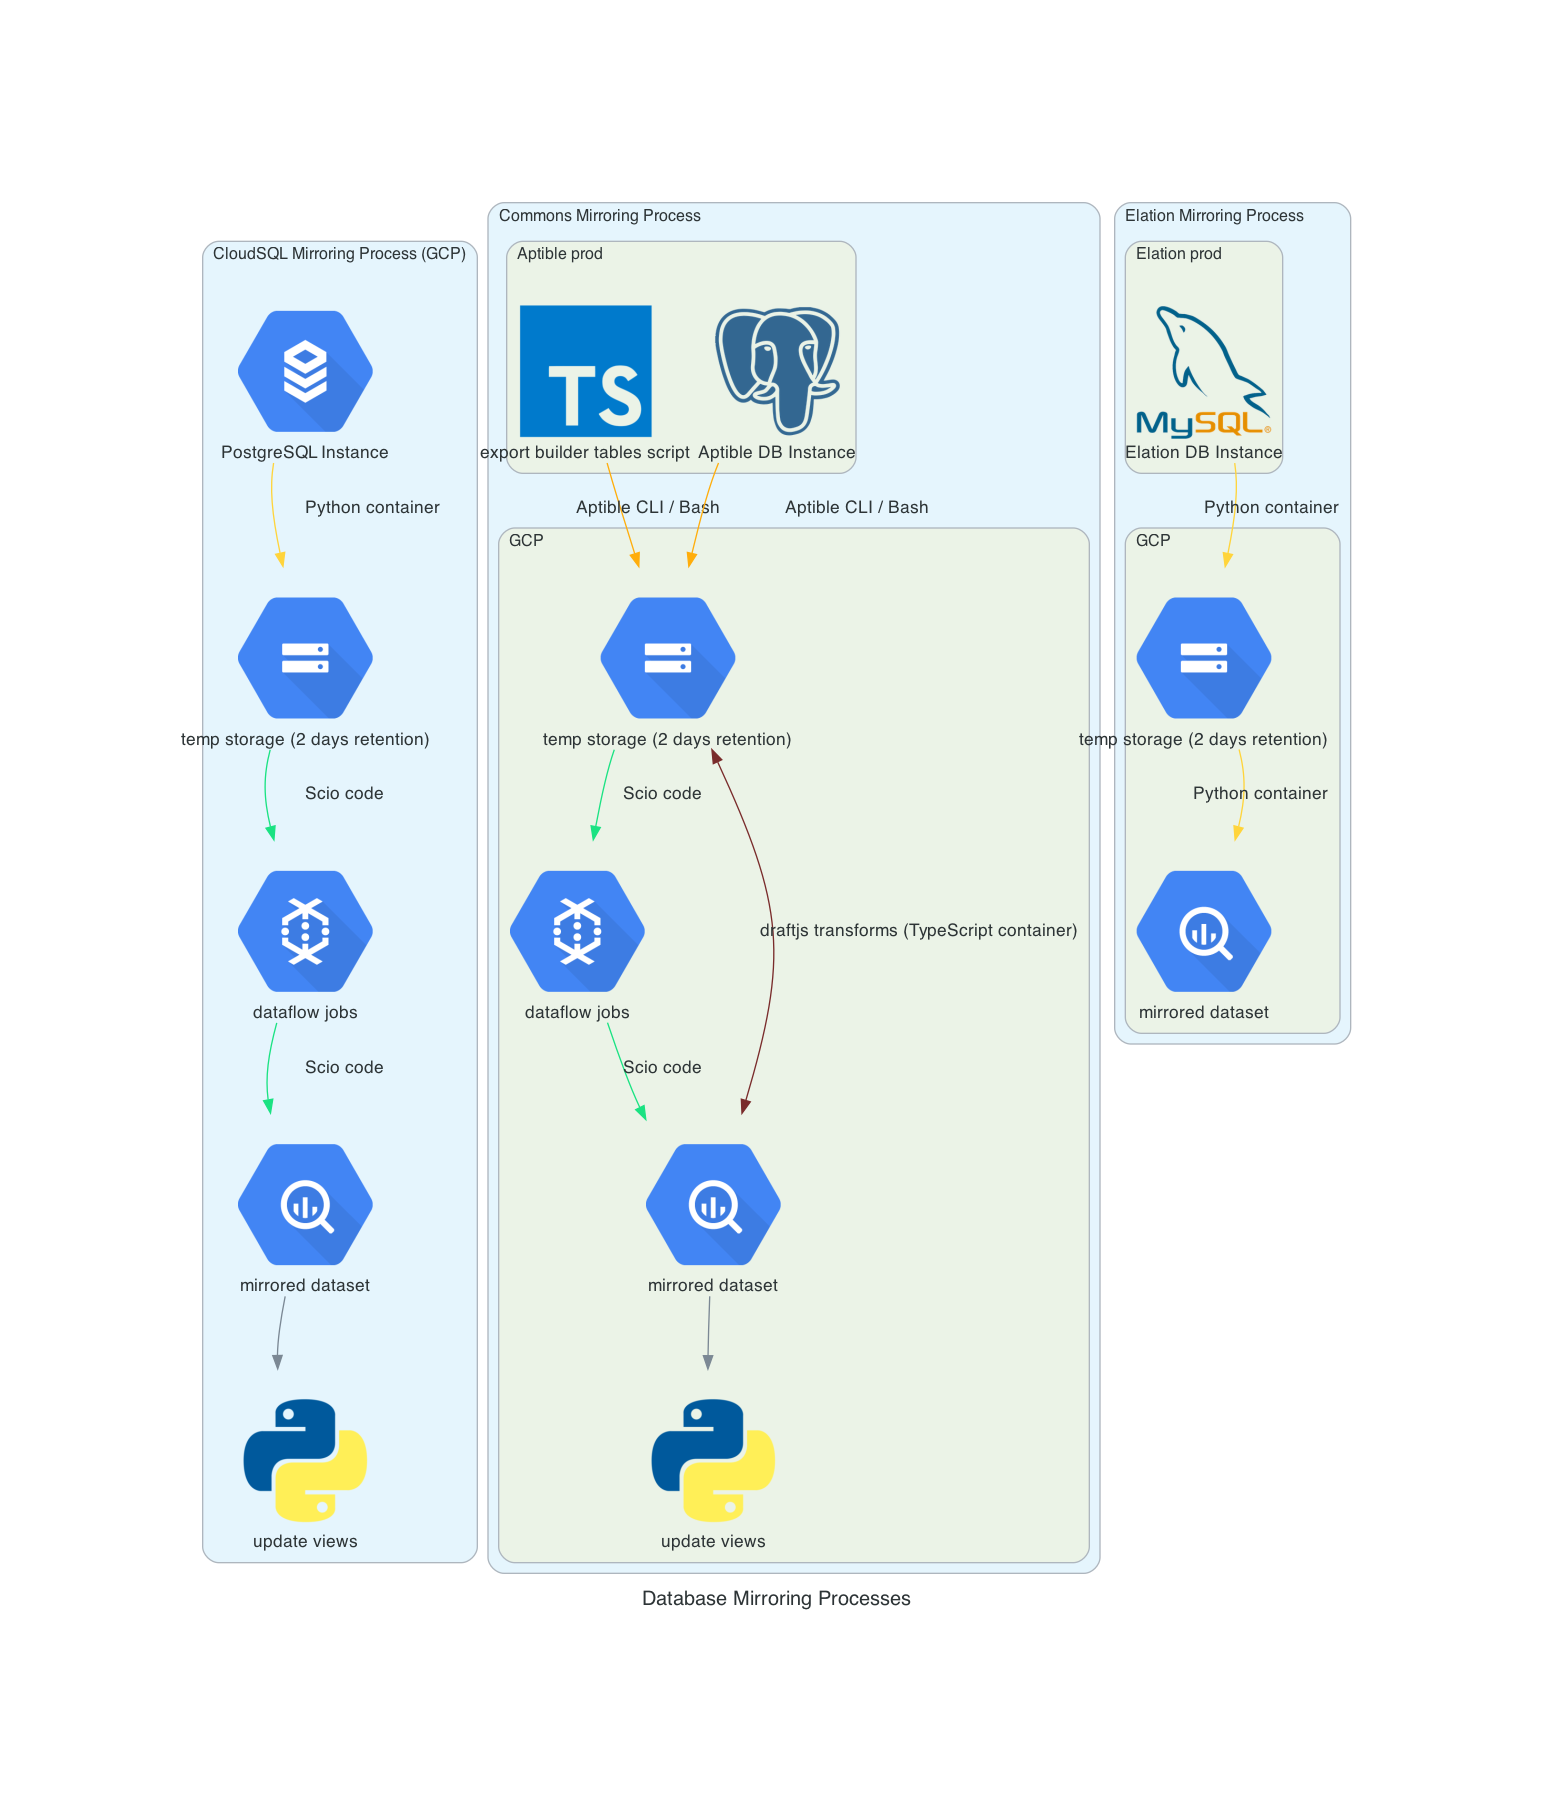 CloudSQL Mirroring Process (GCP)
PostgreSQL Instance
Python container
temp storage (2 days retention)
Scio code
dataflow jobs
Scio code
mirrored dataset
update views
Commons Mirroring Process
Aptible prod
TS
export builder tables script
Aptible DB Instance
Aptible CLI / Bash
Aptible CLI / Bash
GCP
temp storage (2 days retention)
Scio code
draftjs transforms (TypeScript container)
dataflow jobs
Scio code
mirrored dataset
update views
Elation Mirroring Process
Elation prod
MySQL®
Elation DB Instance
Python container
GCP
temp storage (2 days retention)
Python container
mirrored dataset
Database Mirroring Processes